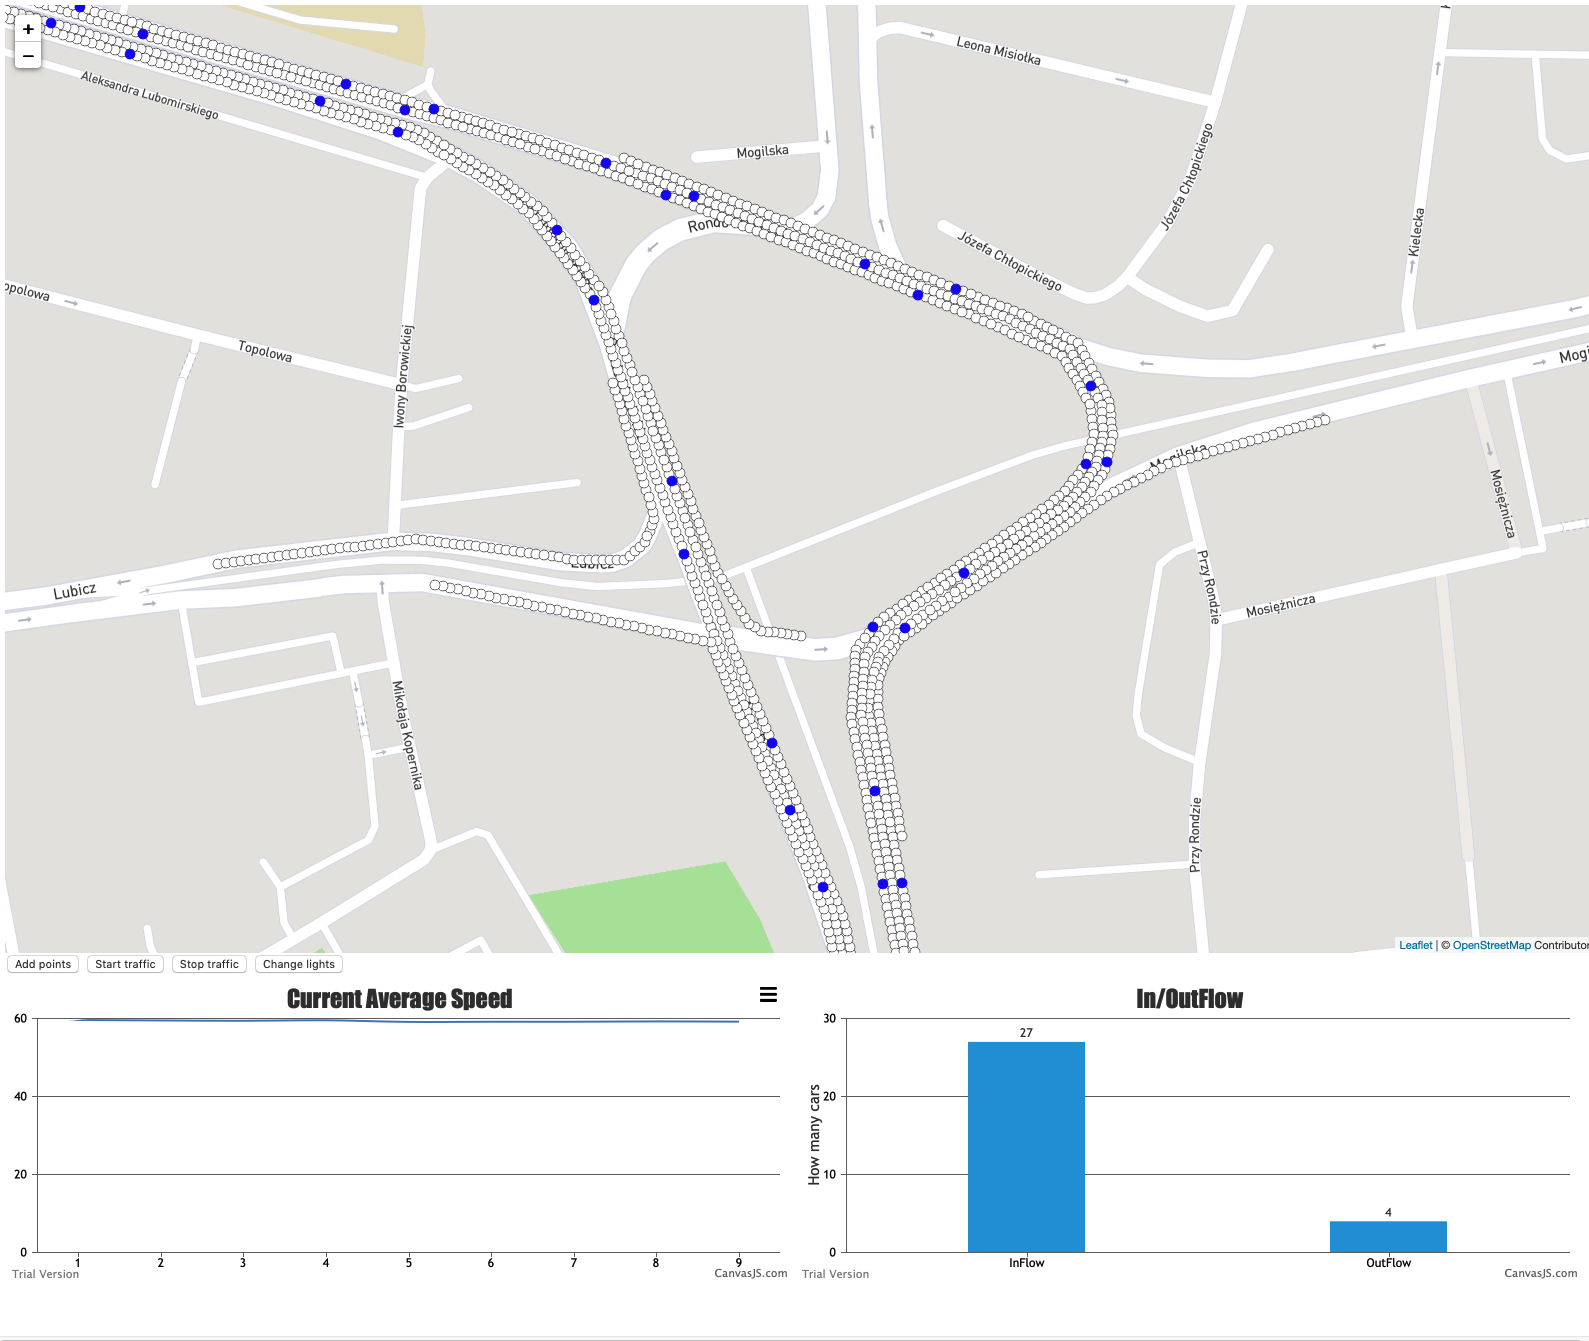 +
−
Aleksandra Lubomirskiego
Leona Misiołka
Mogilska
Józefa Chłopickiego
Józefa Chłopickiego
Kielecka
Topolowa
Iwony Borowickiej
Mogilska
Mosiężnicza
Lubicz
Lubicz
Przy Rondzie
Mosiężnicza
Mikołaja Kopernika
Przy Rondzie
Leaflet | © OpenStreetMap Contributor
Add points Start traffic Stop traffic Change lights
Current Average Speed
60
40
20
0
1 2 3 4 5 6 7 8 9
Trial Version CanvasJS.com
In/OutFlow
How many cars
30
20
10
0
27
4
InFlow OutFlow
Trial Version CanvasJS.com